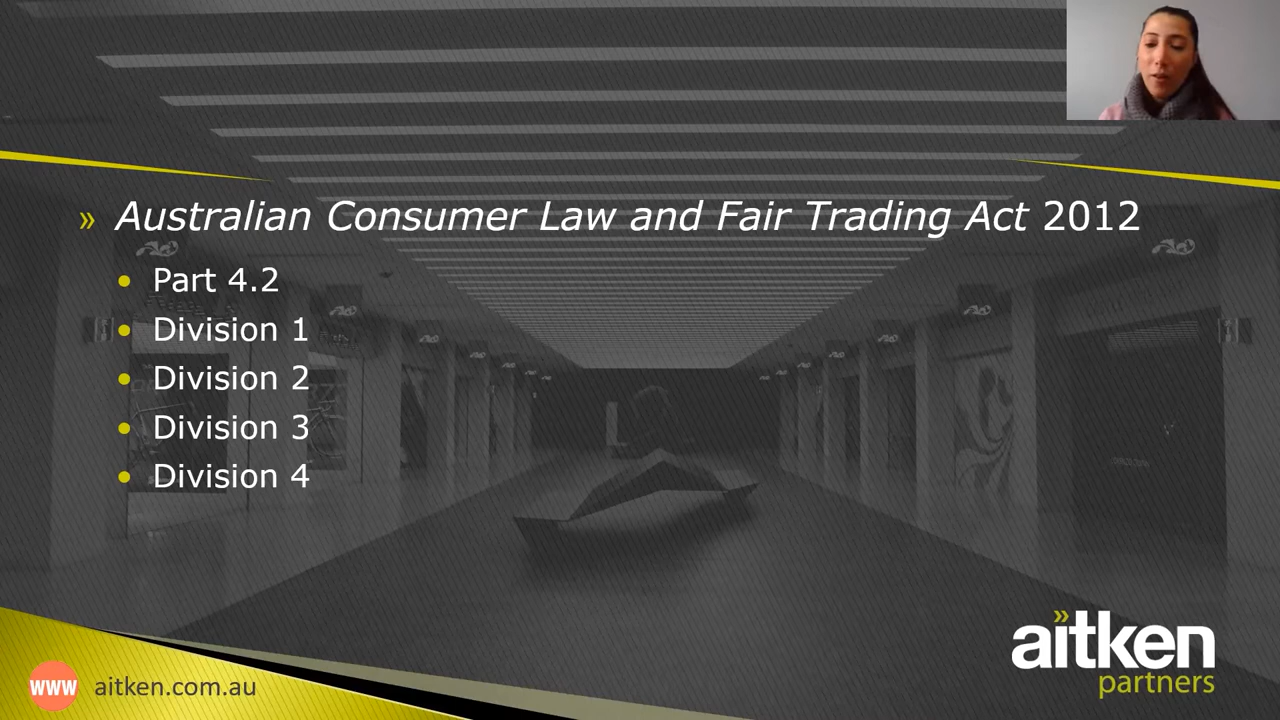 » Australian Consumer Law and Fair Trading Act 2012
• Part 4.2
• Division 1
• Division 2
• Division 3
• Division 4
aitken
partners
www aitken.com.au